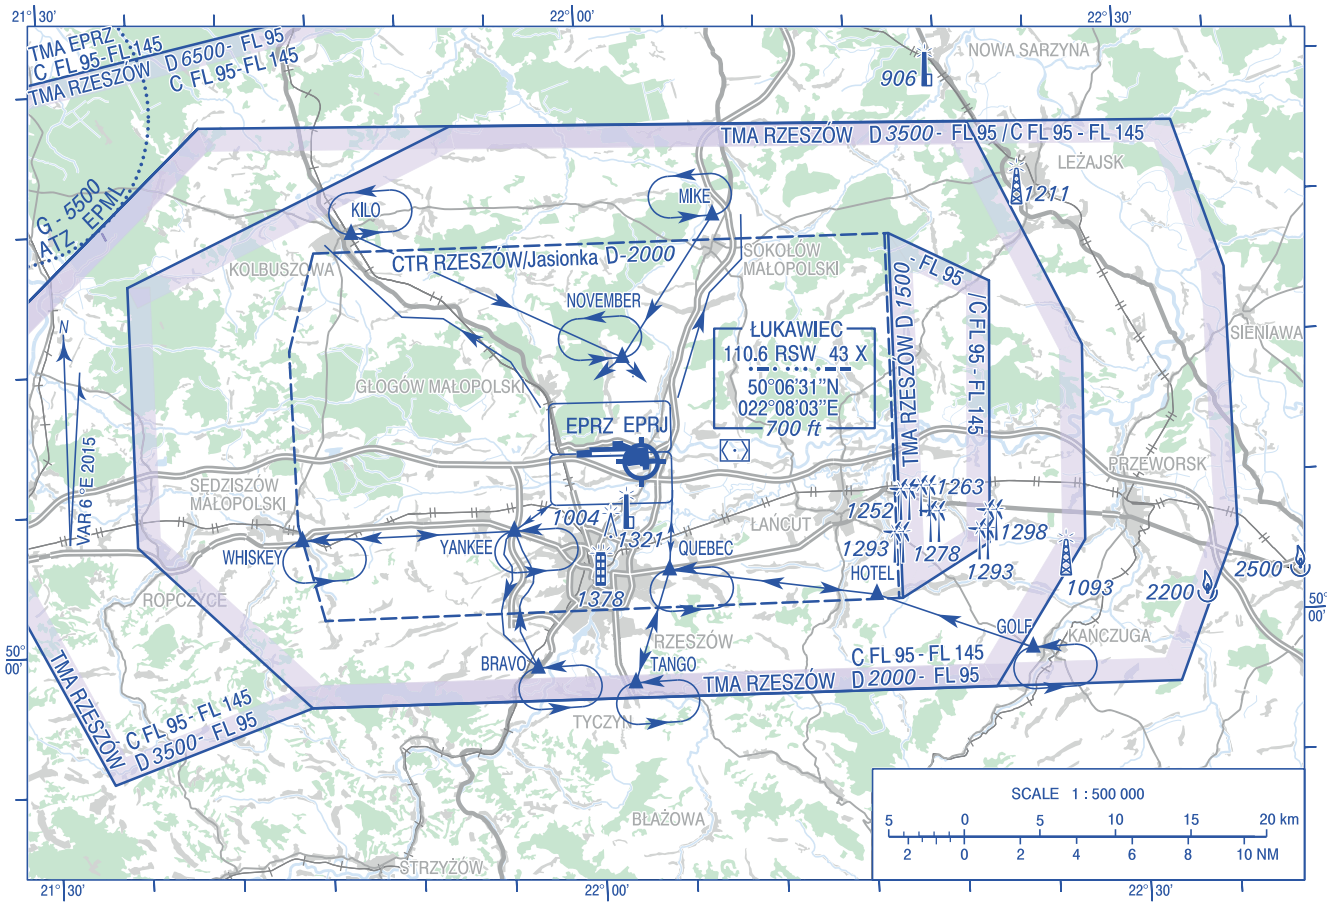 21°30'
22°00'
22°30'
TMA EPRZ
C FL 95-FL 145
TMA RZESZÓW D 6500- FL 95
C FL 95-FL 145
NOWA SARZYNA
906
TMA RZESZÓW D 3500- FL 95 / C FL 95 - FL 145
LEŻAJSK
1211
G - 5500
ATZ EPML
KILO
MIKE
KOLBUSZOWA
CTR RZESZÓW/Jasionka D-2000
SOKOŁÓW
MAŁOPOLSKI
TMA RZESZÓW D 1500 - FL 95
/ C FL 95 - FL 145
NOVEMBER
N
VAR 6°E 2015
SIENIAWA
ŁUKAWIEC
110.6 RSW 43 X
50°06'31"N
022°08'03"E
700 ft
GŁOGÓW MAŁOPOLSKI
EPRZ EPRJ
PRZEWORSK
SĘDZISZÓW
MAŁOPOLSKI
1263
1252
1004
1321
ŁAŃCUT
1298
1293
1278
1293
WHISKEY
YANKEE
QUEBEC
HOTEL
1093
2200
2500
ROPCZYCE
1378
50°
00'
50°
00'
GOLF
KAŃCZUGA
RZESZÓW
BRAVO
TANGO
C FL 95 - FL 145
TMA RZESZÓW D 2000- FL 95
TMA RZESZÓW
C FL 95 - FL 145
D 3500- FL 95
TYCZYN
BŁAŻOWA
STRZYŻÓW
SCALE 1 : 500 000
5 0 5 10 15 20 km
2 0 2 4 6 8 10 NM
21°30'
22°00'
22°30'